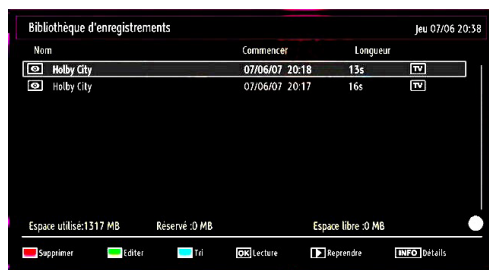 Bibliothèque d'enregistrements Jeu 07/06 20:38
Nom Commencer Longueur
Holby City 07/06/07 20:18 13s TV
Holby City 07/06/07 20:17 16s TV
Espace utilisé:1317 MB Réservé :0 MB Espace libre :0 MB
Supprimer Editer Tri OK Lecture Reprendre INFO Détails